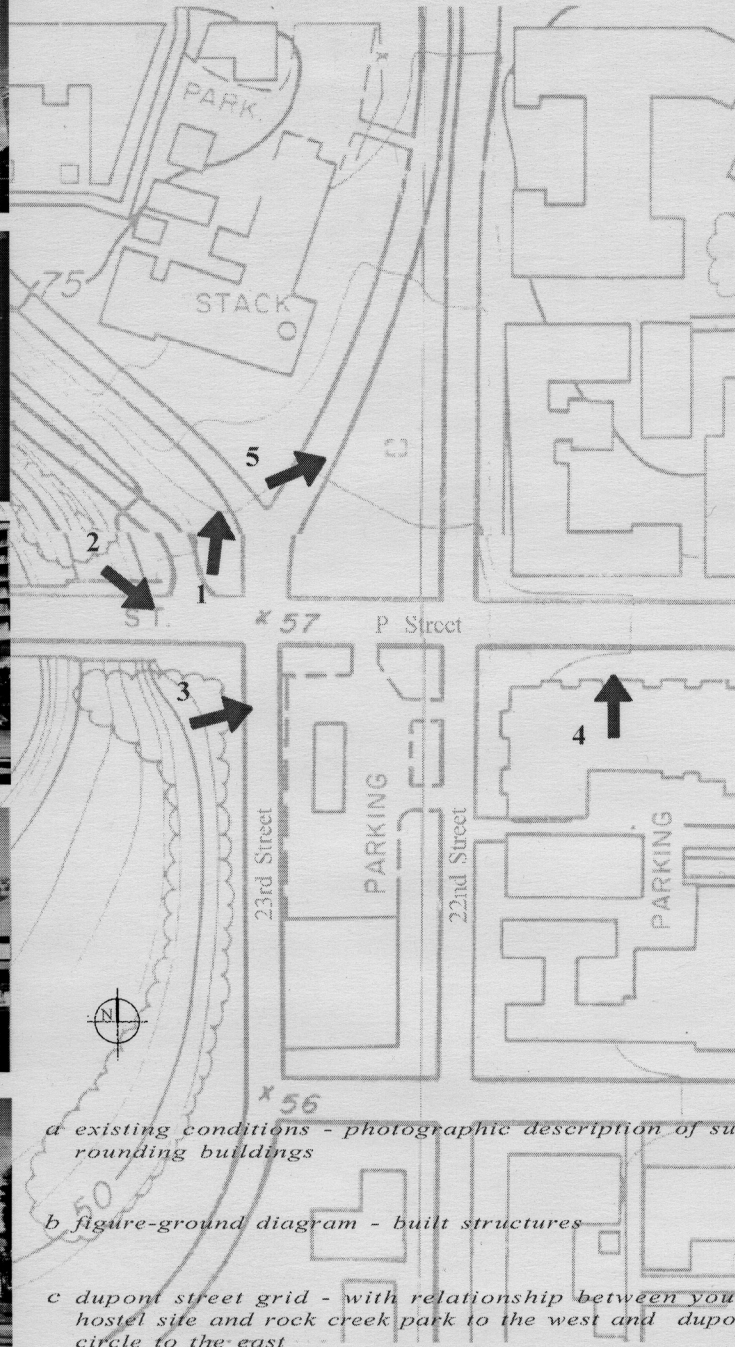 PARK.
75
STACK
5
2
1
ST.
57
P Street
3
4
23rd Street
PARKING
22nd Street
PARKING
N
56
a existing conditions - photographic description of su
rounding buildings
50
b figure-ground diagram - built structures
c dupont street grid - with relationship between you
hostel site and rock creek park to the west and dupo
circle to the east